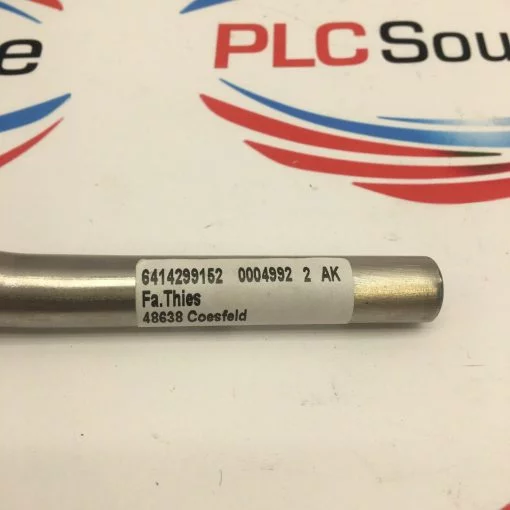 e
PLC Sou
6414299152 0004992 2 AK
Fa.Thies
48638 Coesfeld